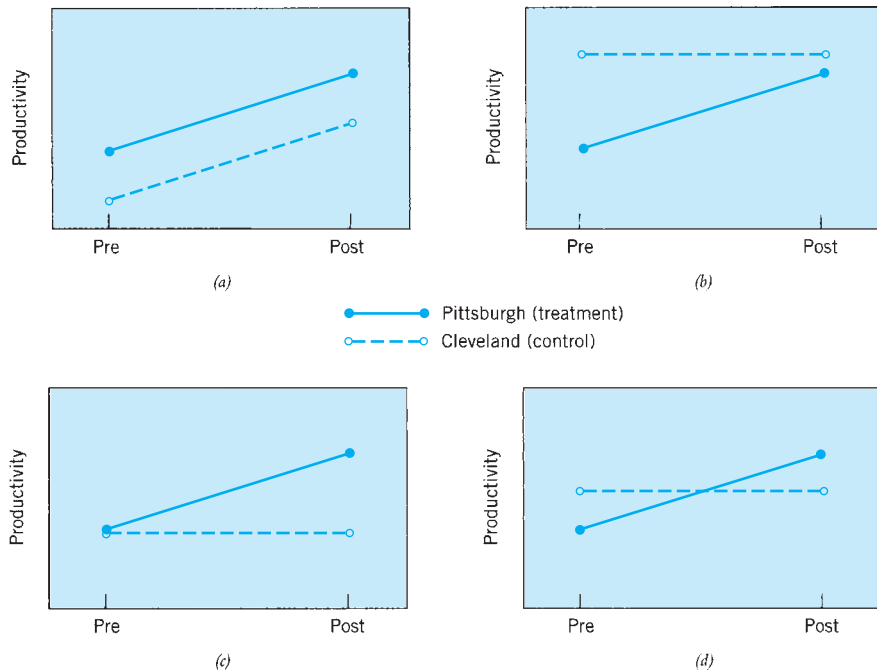 Productivity
Productivity
Pre Post
Pre Post
(a)
(b)
Pittsburgh (treatment)
Cleveland (control)
Productivity
Productivity
Pre Post
Pre Post
(c)
(d)